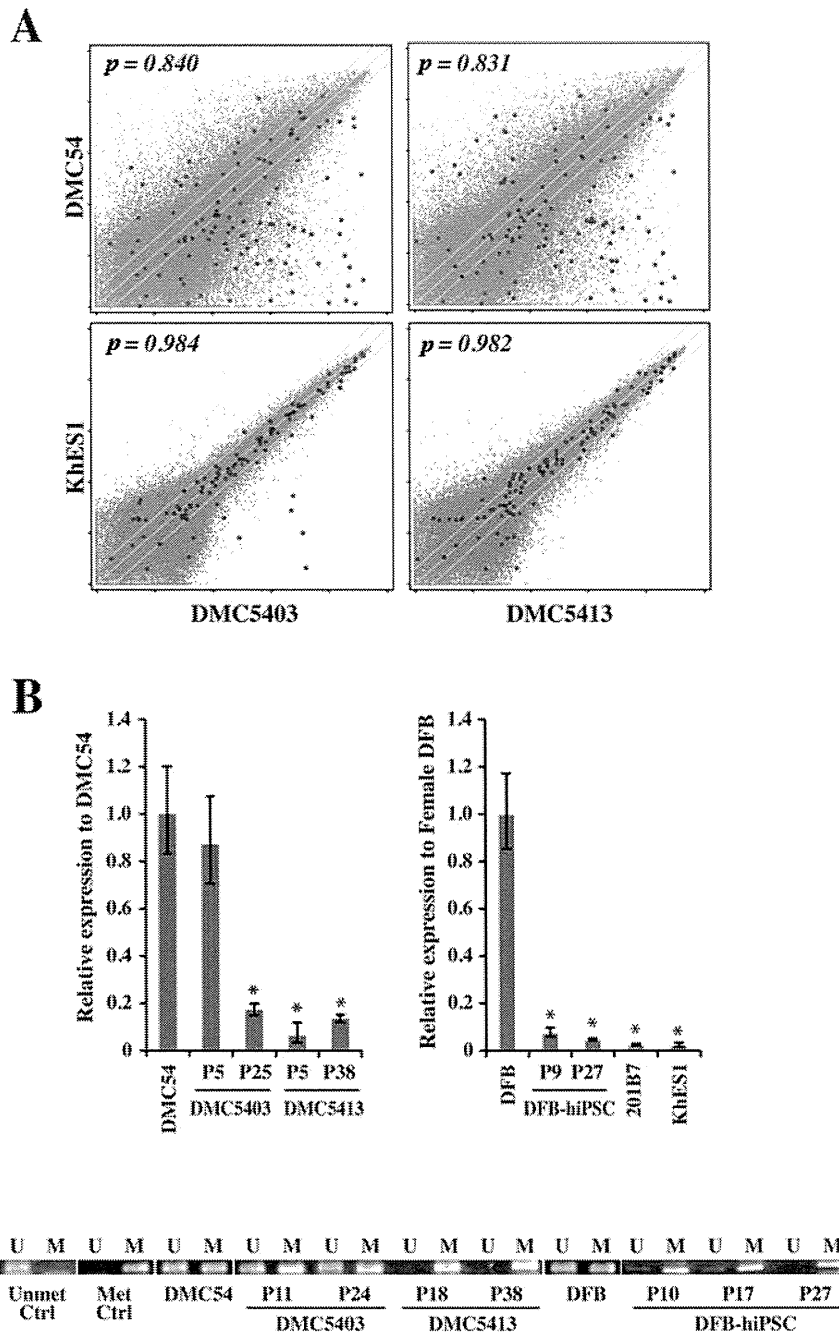 A
p = 0.840
p = 0.831
DMC54
p = 0.984
p = 0.982
KhES1
DMC5403 DMC5413
B
Relative expression to DMC54
1.4
1.2
1.0
0.8
0.6
0.4
0.2
0
* * *
DMC54
P5 P25 P5 P38
DMC5403 DMC5413
Relative expression to Female DFB
1.4
1.2
1.0
0.8
0.6
0.4
0.2
0
* * * *
DFB
P9 P27
DFB-hiPSC
201B7
KhES1
U M U M U M U M U M U M U M U M U M U M U M
Unmet Ctrl
Met Ctrl
DMC54 P11 P24 P18 P38 DFB P10 P17 P27
DMC5403 DMC5413 DFB-hiPSC